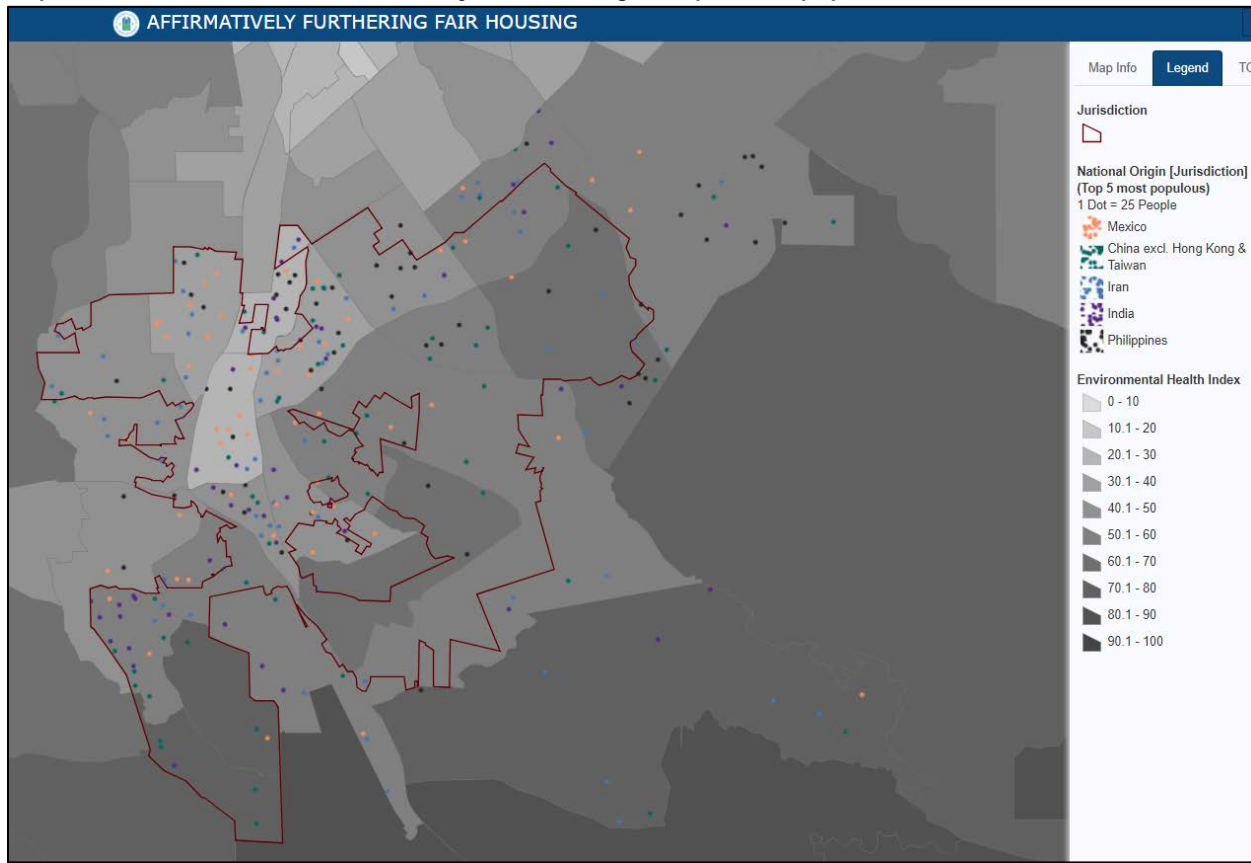 AFFIRMATIVELY FURTHERING FAIR HOUSING
Map Info Legend
Jurisdiction
National Origin [Jurisdiction]
(Top 5 most populous)
1 Dot = 25 People
Mexico
China excl. Hong Kong &
Taiwan
Iran
India
Philippines
Environmental Health Index
0 - 10
10.1 - 20
20.1 - 30
30.1 - 40
40.1 - 50
50.1 - 60
60.1 - 70
70.1 - 80
80.1 - 90
90.1 - 100